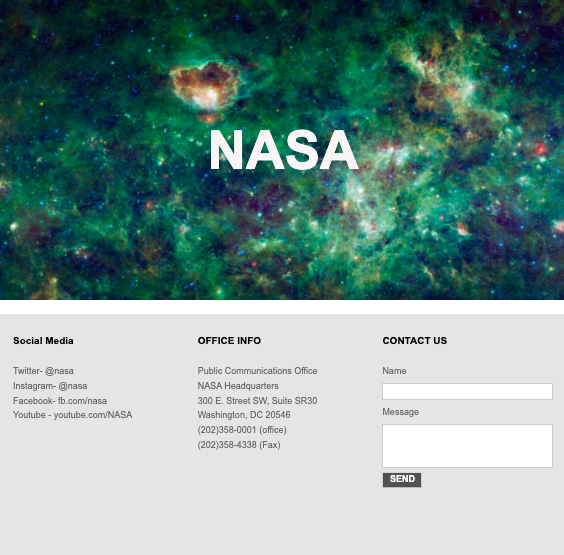 NASA
Social Media
Twitter- @nasa
Instagram- @nasa
Facebook- fb.com/nasa
Youtube - youtube.com/NASA
OFFICE INFO
Public Communications Office
NASA Headquarters
300 E. Street SW, Suite SR30
Washington, DC 20546
(202)358-0001 (office)
(202)358-4338 (Fax)
CONTACT US
Name
Message
SEND